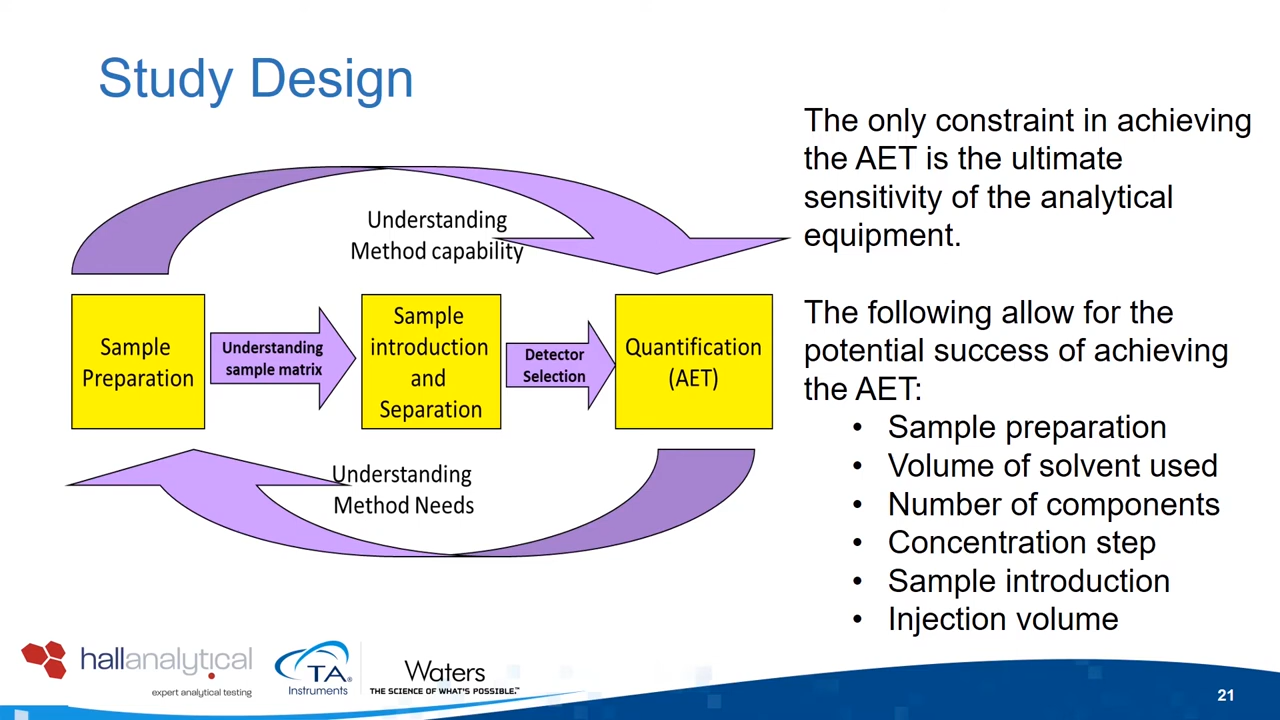 Study Design
The only constraint in achieving
the AET is the ultimate
sensitivity of the analytical
equipment.
The following allow for the
potential success of achieving
the AET:
• Sample preparation
• Volume of solvent used
• Number of components
• Concentration step
• Sample introduction
• Injection volume
Understanding
Method capability
Sample
Preparation
Understanding
sample matrix
Sample
introduction
and
Separation
Detector
Selection
Quantification
(AET)
Understanding
Method Needs
hallanalytical
expert analytical testing
TA®
Instruments
Waters
THE SCIENCE OF WHAT'S POSSIBLE.™
21